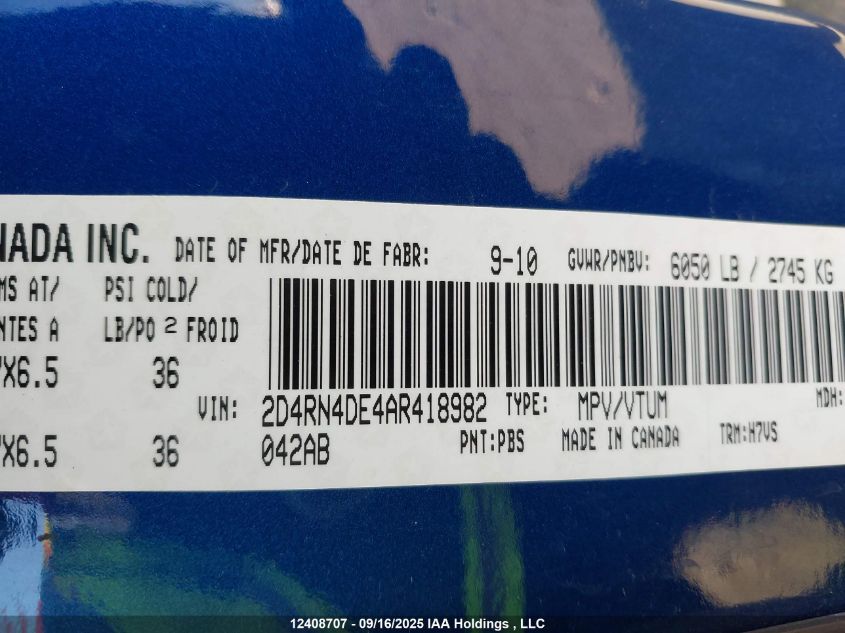 NADA INC. DATE OF MFR/DATE DE FABR: 9-10 GVWR/PNBV: 6050 LB / 2745 KG
MS AT/ PSI COLD/
NTES A LB/PO 2 FROID
X6.5 36
VIN: 2D4RN4DE4AR418982 TYPE: MPV/VTUM MDH:
X6.5 36 042AB PNT:PBS MADE IN CANADA TRM:H7VS
12408707 - 09/16/2025 IAA Holdings , LLC